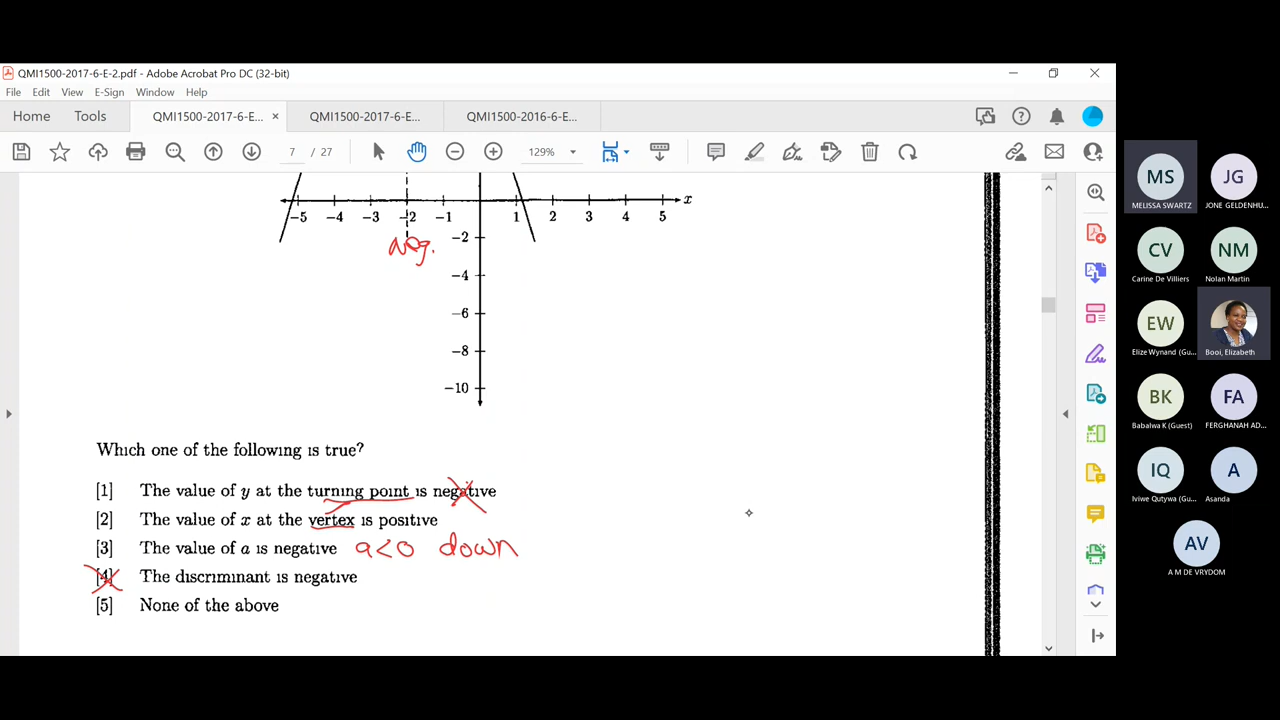 QMI1500-2017-6-E-2.pdf - Adobe Acrobat Pro DC (32-bit)
File Edit View E-Sign Window Help
Home Tools QMI1500-2017-6-E... × QMI1500-2017-6-E... QMI1500-2016-6-E...
7 / 27 129%
x
-5 -4 -3 -2 -1 1 2 3 4 5
neg.
-2
-4
-6
-8
-10
Which one of the following is true?
[1] The value of y at the turning point is negative
[2] The value of x at the vertex is positive
[3] The value of a is negative a<0 down
[4] The discriminant is negative
[5] None of the above
MS JG
MELISSA SWARTZ JONE GELDENHU...
CV NM
Carine De Villiers Nolan Martin
EW
Elize Wynand (Gu... Booi, Elizabeth
BK FA
Babalwa K (Guest) FERGHANAH AD...
IQ A
Iviwe Qutywa (Gu... Asanda
AV
A M DE VRYDOM